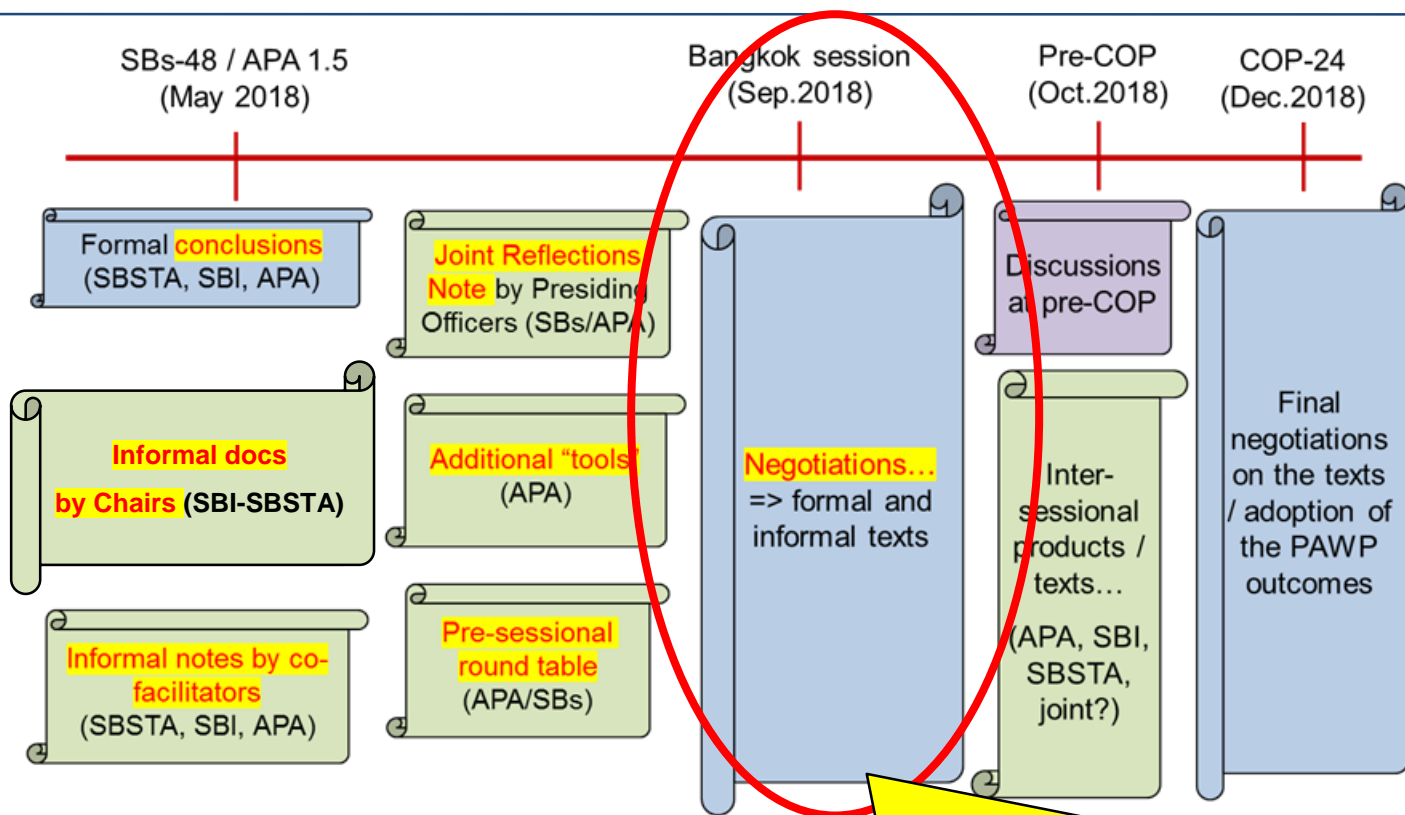 SBs-48 / APA 1.5
(May 2018)
Bangkok session
(Sep.2018)
Pre-COP
(Oct.2018)
COP-24
(Dec.2018)
Formal conclusions
(SBSTA, SBI, APA)
Informal docs
by Chairs (SBI-SBSTA)
Informal notes by co-
facilitators
(SBSTA, SBI, APA)
Joint Reflections
Note by Presiding
Officers (SBs/APA)
Additional “tools”
(APA)
Pre-sessional
round table
(APA/SBs)
Negotiations…
=> formal and
informal texts
Discussions
at pre-COP
Inter-
sessional
products /
texts…
(APA, SBI,
SBSTA,
joint?)
Final
negotiations
on the texts
/ adoption of
the PAWP
outcomes